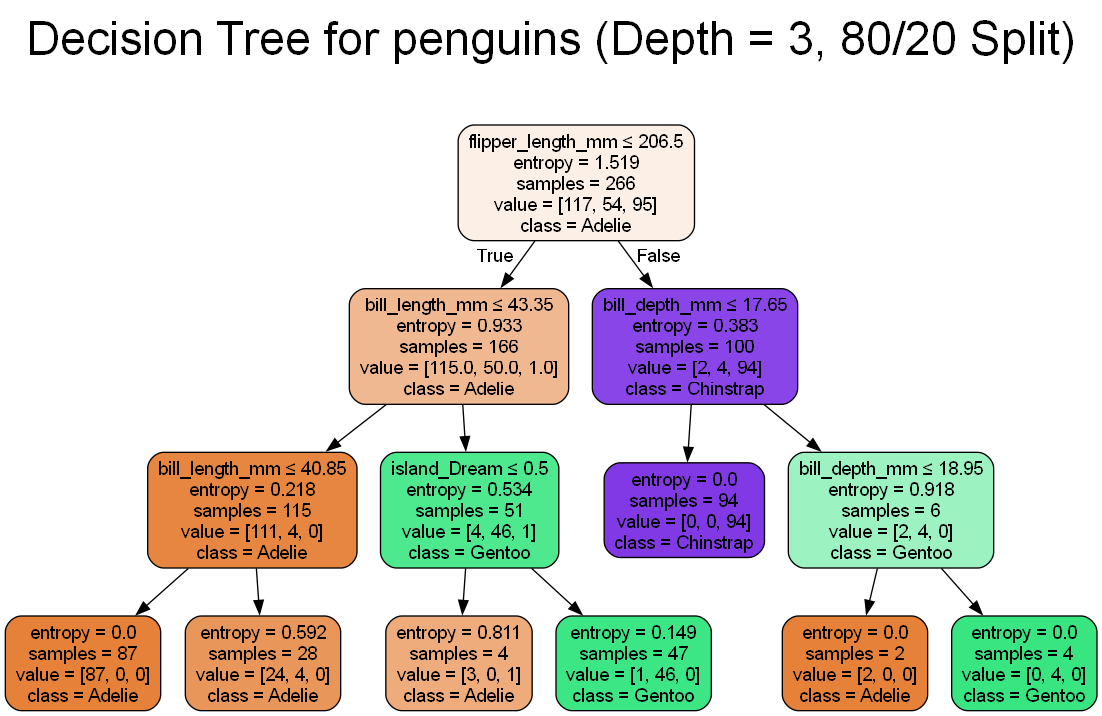 Decision Tree for penguins (Depth = 3, 80/20 Split)
flipper_length_mm ≤ 206.5
entropy = 1.519
samples = 266
value = [117, 54, 95]
class = Adelie
True
False
bill_length_mm ≤ 43.35
entropy = 0.933
samples = 166
value = [115.0, 50.0, 1.0]
class = Adelie
bill_depth_mm ≤ 17.65
entropy = 0.383
samples = 100
value = [2, 4, 94]
class = Chinstrap
bill_length_mm ≤ 40.85
entropy = 0.218
samples = 115
value = [111, 4, 0]
class = Adelie
island_Dream ≤ 0.5
entropy = 0.534
samples = 51
value = [4, 46, 1]
class = Gentoo
entropy = 0.0
samples = 94
value = [0, 0, 94]
class = Chinstrap
bill_depth_mm ≤ 18.95
entropy = 0.918
samples = 6
value = [2, 4, 0]
class = Gentoo
entropy = 0.0
samples = 87
value = [87, 0, 0]
class = Adelie
entropy = 0.592
samples = 28
value = [24, 4, 0]
class = Adelie
entropy = 0.811
samples = 4
value = [3, 0, 1]
class = Adelie
entropy = 0.149
samples = 47
value = [1, 46, 0]
class = Gentoo
entropy = 0.0
samples = 2
value = [2, 0, 0]
class = Adelie
entropy = 0.0
samples = 4
value = [0, 4, 0]
class = Gentoo